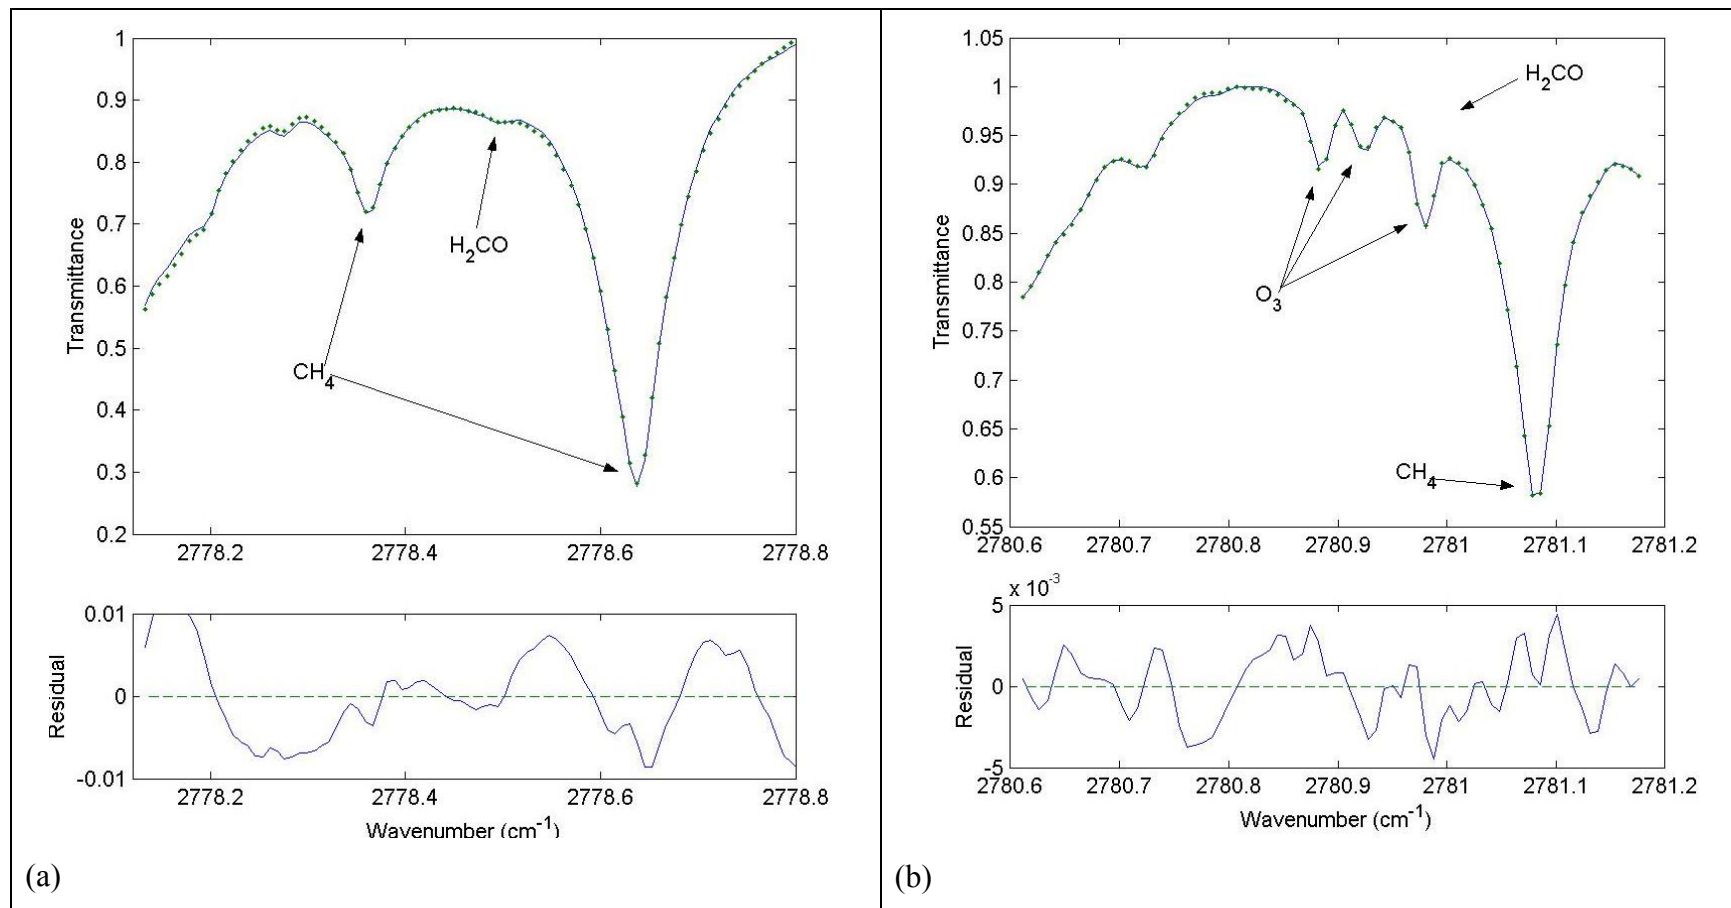 1
0.9
0.8
0.7
0.6
0.5
0.4
0.3
0.2
Transmittance
H₂CO
CH₄
2778.2 2778.4 2778.6 2778.8
0.01
0
-0.01
Residual
2778.2 2778.4 2778.6 2778.8
Wavenumber (cm⁻¹)
(a)
1.05
1
0.95
0.9
0.85
0.8
0.75
0.7
0.65
0.6
0.55
Transmittance
H₂CO
O₃
CH₄
2780.6 2780.7 2780.8 2780.9 2781 2781.1 2781.2
x 10⁻³
5
0
-5
Residual
2780.6 2780.7 2780.8 2780.9 2781 2781.1 2781.2
Wavenumber (cm⁻¹)
(b)